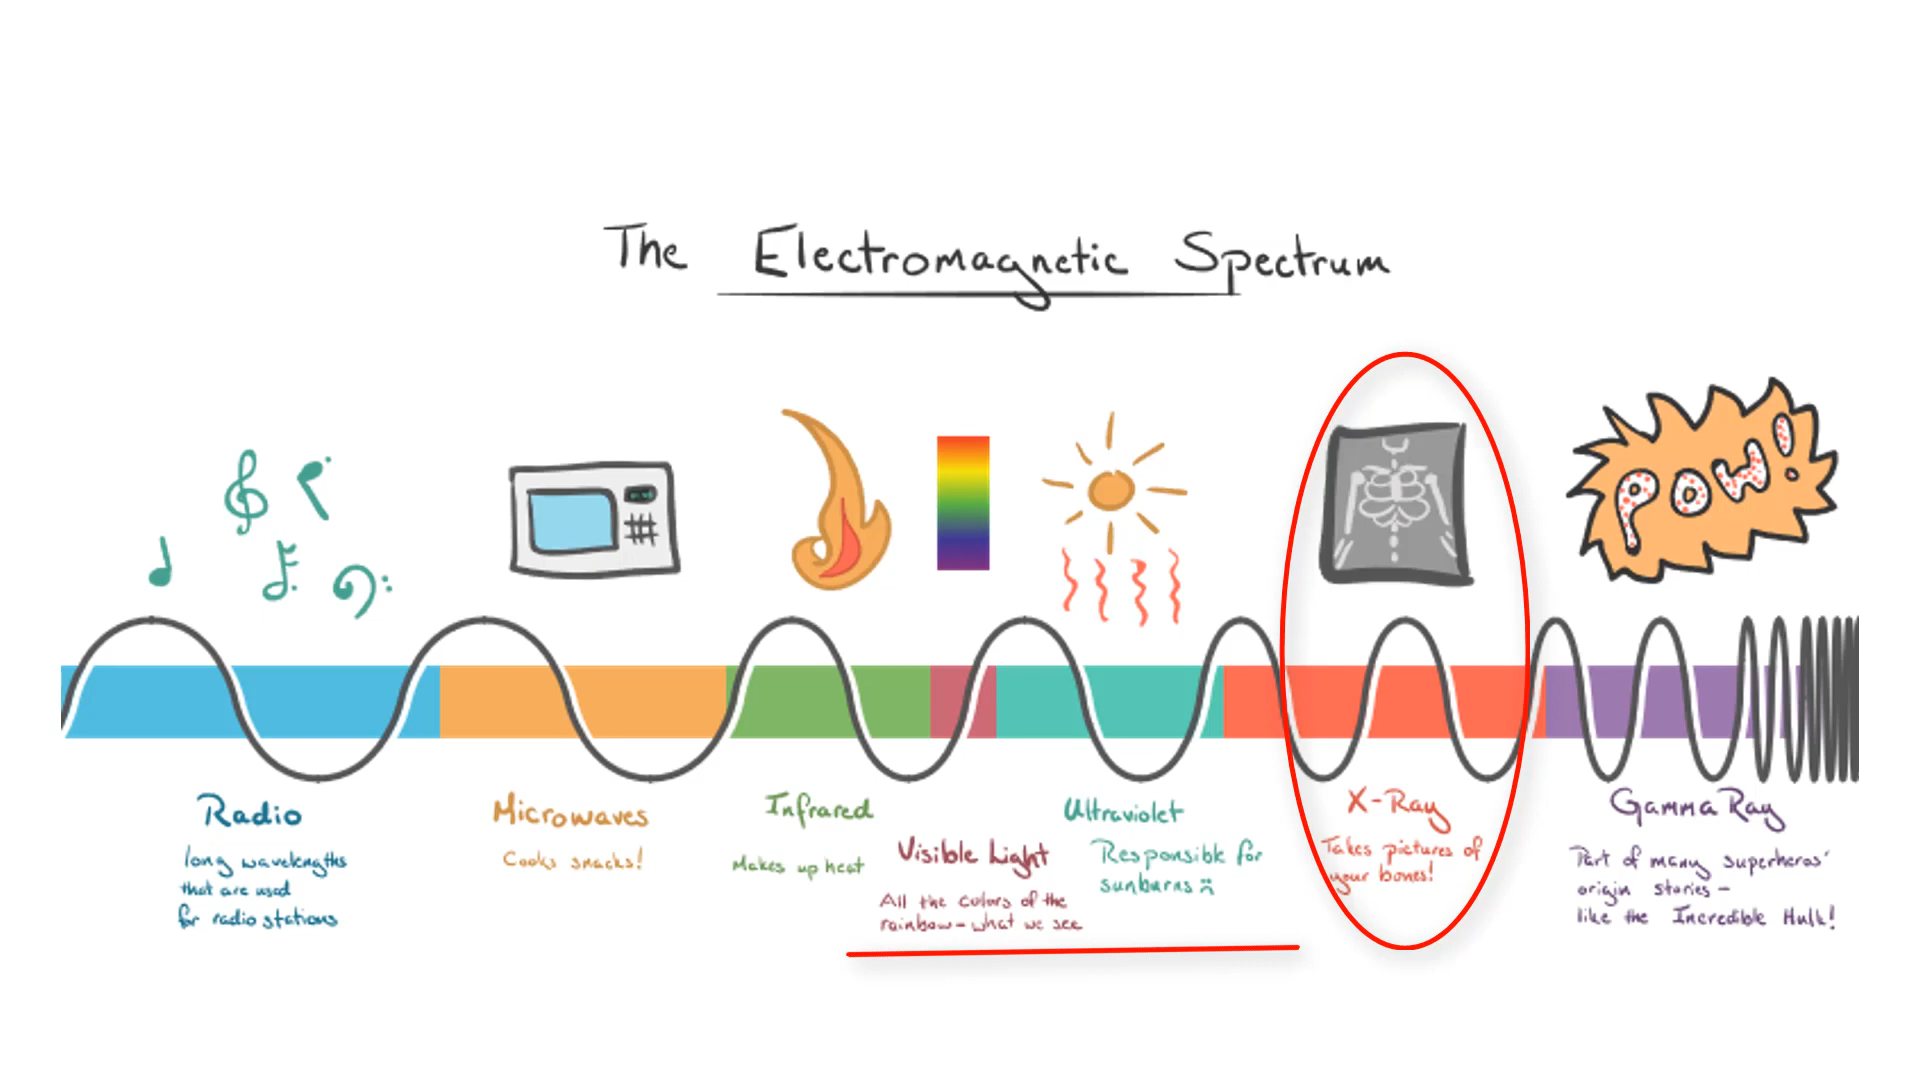 The Electromagnetic Spectrum
POW!
Radio
long wavelengths
that are used
for radio stations
Microwaves
Cooks snacks!
Infrared
Makes up heat
Visible Light
All the colors of the
rainbow - what we see
Ultraviolet
Responsible for
sunburns
X-Ray
Takes pictures of
your bones!
Gamma Ray
Part of many superheros'
origin stories -
like the Incredible Hulk!